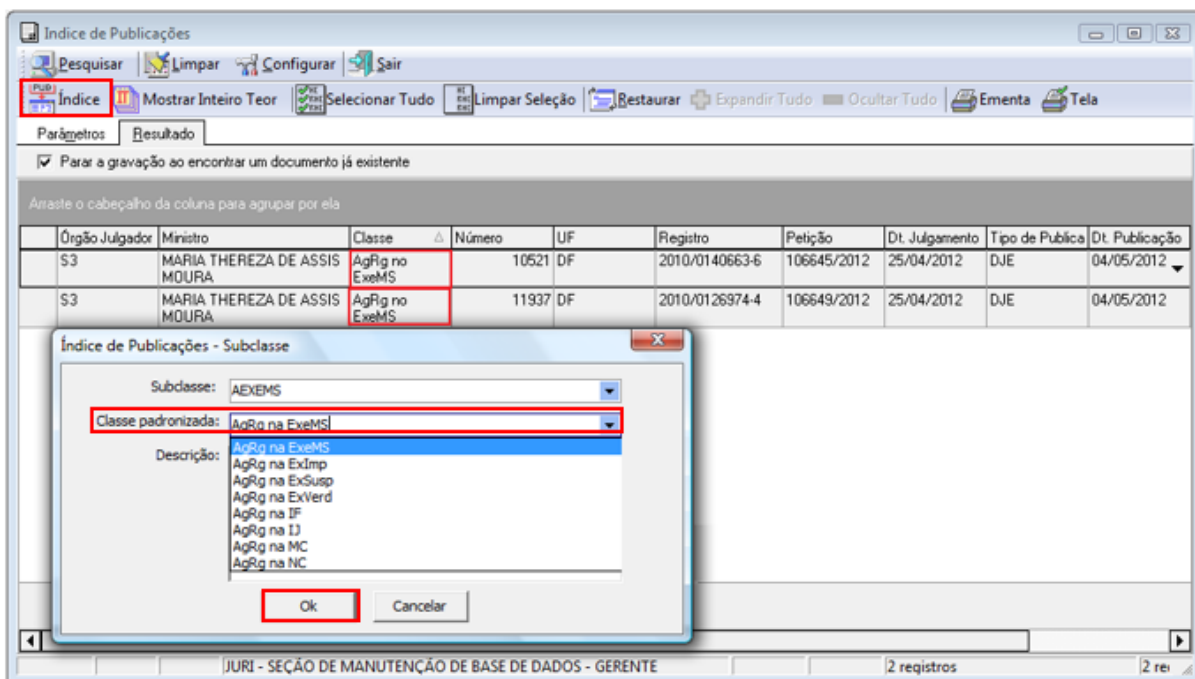 Indice de Publicações
Pesquisar Limpar Configurar Sair
Índice Mostrar Inteiro Teor Selecionar Tudo Limpar Seleção Restaurar Expandir Tudo Ocultar Tudo Ementa Tela
Parâmetros Resultado
Parar a gravação ao encontrar um documento já existente
Arraste o cabeçalho da coluna para agrupar por ela
Órgão Julgador Ministro Classe Número UF Registro Petição Dt. Julgamento Tipo de Publica Dt. Publicação
S3 MARIA THEREZA DE ASSIS MOURA AgRg no ExeMS 10521 DF 2010/0140663-6 106645/2012 25/04/2012 DJE 04/05/2012
S3 MARIA THEREZA DE ASSIS MOURA AgRg no ExeMS 11937 DF 2010/0126974-4 106649/2012 25/04/2012 DJE 04/05/2012
Índice de Publicações - Subclasse
Subclasse: AEXEMS
Classe padronizada: AgRg na ExeMS
Descrição:
AgRg na ExeMS
AgRg na ExImp
AgRg na ExSusp
AgRg na ExVerd
AgRg na IF
AgRg na IJ
AgRg na MC
AgRg na NC
Ok Cancelar
JURI - SEÇÃO DE MANUTENÇÃO DE BASE DE DADOS - GERENTE 2 registros 2